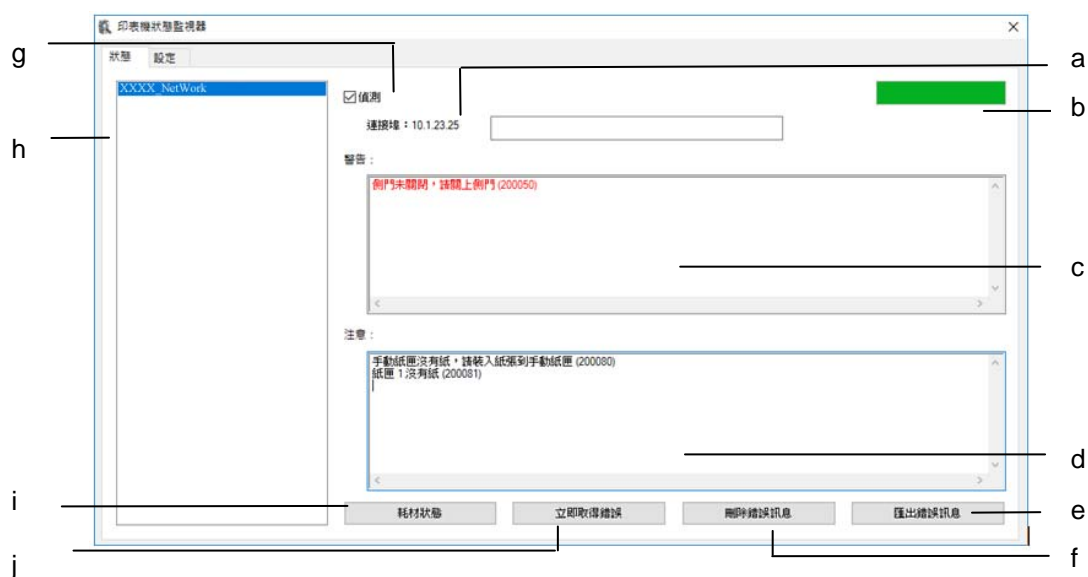 印表機狀態監視器
狀態 設定
g
a
b
h
XXXX_NetWork
偵測
連接埠：10.1.23.25
警告：
側門未關閉，請關上側門 (200050)
c
注意：
手動紙匣沒有紙，請裝入紙張到手動紙匣 (200080)
紙匣 1 沒有紙 (200081)
d
i
耗材狀態 立即取得錯誤 刪除錯誤訊息 匯出錯誤訊息
e
j
f